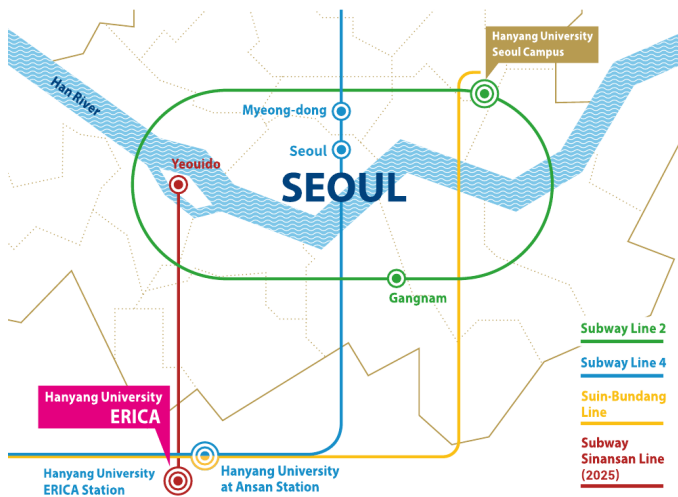 Hanyang University
Seoul Campus
Han River
Myeong-dong
Seoul
Yeouido
SEOUL
Gangnam
Subway Line 2
Subway Line 4
Suin-Bundang
Line
Subway
Sinansan Line
(2025)
Hanyang University
ERICA
Hanyang University
ERICA Station
Hanyang University
at Ansan Station